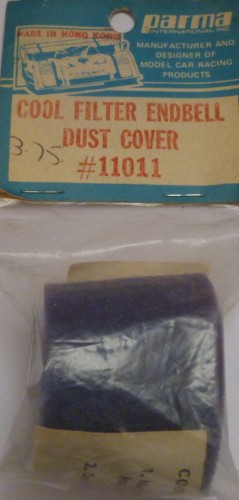 MADE IN HONG KONG
parma
INTERNATIONAL INC.
MANUFACTURER AND
DESIGNER OF
MODEL CAR RACING
PRODUCTS
COOL FILTER ENDBELL
DUST COVER
3.75
#11011